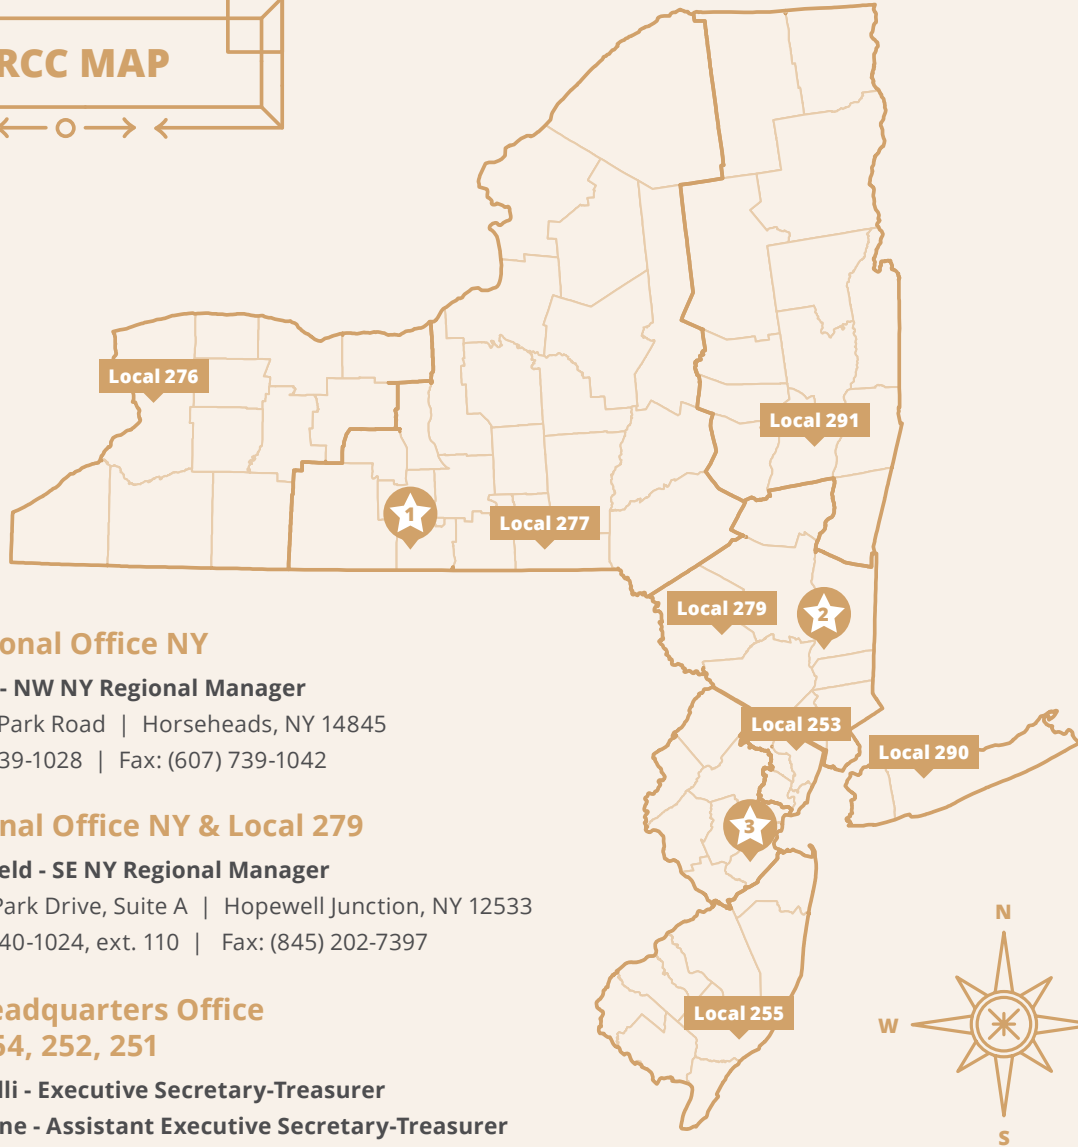 RCC MAP
Local 276
Local 291
1
Local 277
Local 279
2
Local 253
Local 290
3
Local 255
onal Office NY
- NW NY Regional Manager
Park Road | Horseheads, NY 14845
39-1028 | Fax: (607) 739-1042
nal Office NY & Local 279
eld - SE NY Regional Manager
Park Drive, Suite A | Hopewell Junction, NY 12533
40-1024, ext. 110 | Fax: (845) 202-7397
eadquarters Office
54, 252, 251
lli - Executive Secretary-Treasurer
ne - Assistant Executive Secretary-Treasurer
N
W
S